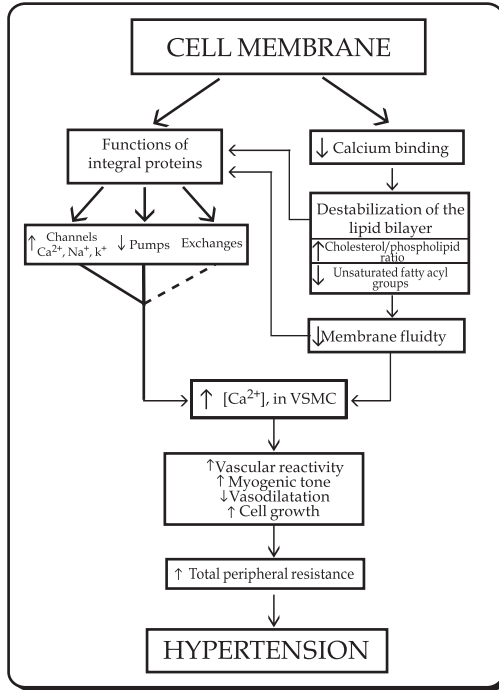 CELL MEMBRANE
Functions of
integral proteins
↓ Calcium binding
Destabilization of the
lipid bilayer
↑ Cholesterol/phospholipid
ratio
↓ Unsaturated fatty acyl
groups
↑ Channels
Ca²⁺, Na⁺, k⁺
↓ Pumps
Exchanges
↓ Membrane fluidty
↑ [Ca²⁺], in VSMC
↑ Vascular reactivity
↑ Myogenic tone
↓ Vasodilatation
↑ Cell growth
↑ Total peripheral resistance
HYPERTENSION